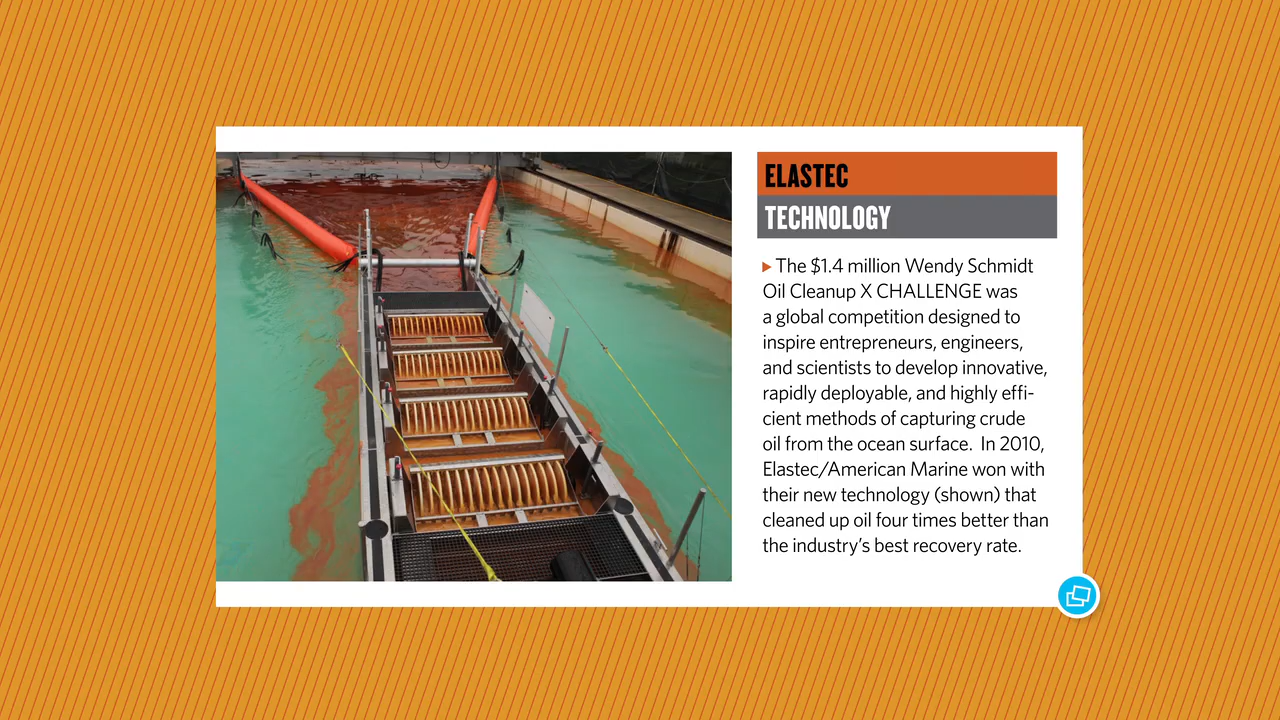 ELASTEC
TECHNOLOGY
The $1.4 million Wendy Schmidt
Oil Cleanup X CHALLENGE was
a global competition designed to
inspire entrepreneurs, engineers,
and scientists to develop innovative,
rapidly deployable, and highly effi-
cient methods of capturing crude
oil from the ocean surface.  In 2010,
Elastec/American Marine won with
their new technology (shown) that
cleaned up oil four times better than
the industry's best recovery rate.